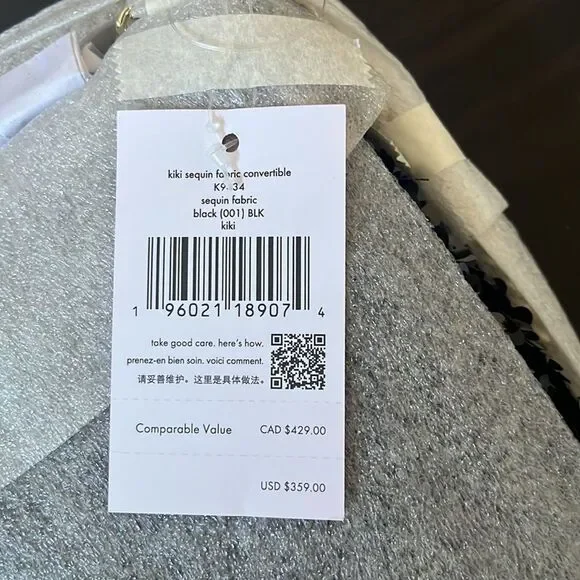 kiki sequin fabric convertible
34
sequin fabric
black (001) BLK
kiki
1 96021 18907 4
take good care. here's how.
prenez-en bien soin. voici comment.
请妥善维护。这里是具体做法。
Comparable Value CAD $429.00
USD $359.00